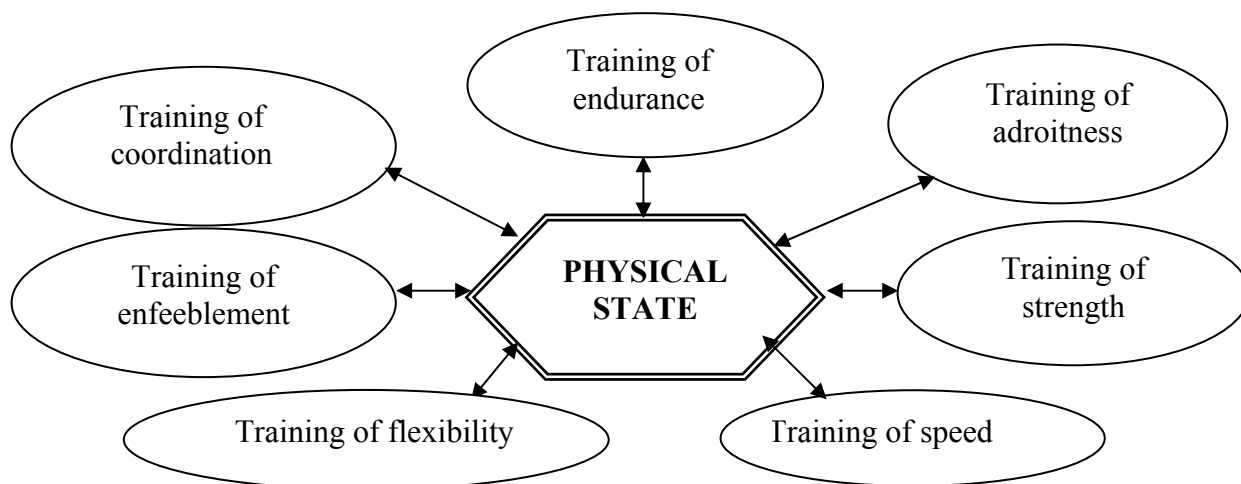 Training of
endurance
Training of
coordination
Training of
adroitness
Training of
enfeeblement
PHYSICAL
STATE
Training of
strength
Training of flexibility
Training of speed